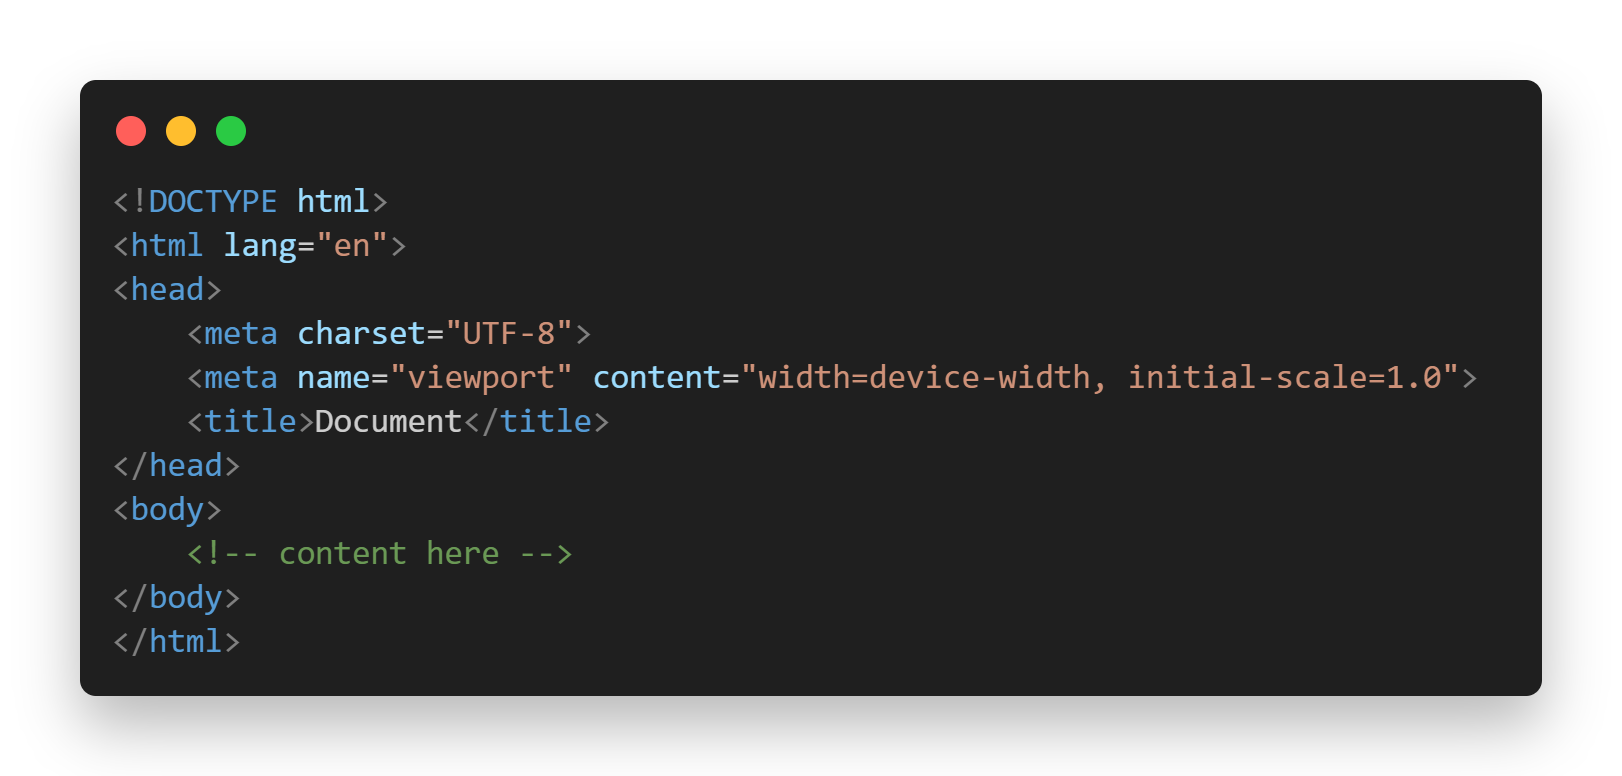 <!DOCTYPE html>
<html lang="en">
<head>
    <meta charset="UTF-8">
    <meta name="viewport" content="width=device-width, initial-scale=1.0">
    <title>Document</title>
</head>
<body>
    <!-- content here -->
</body>
</html>